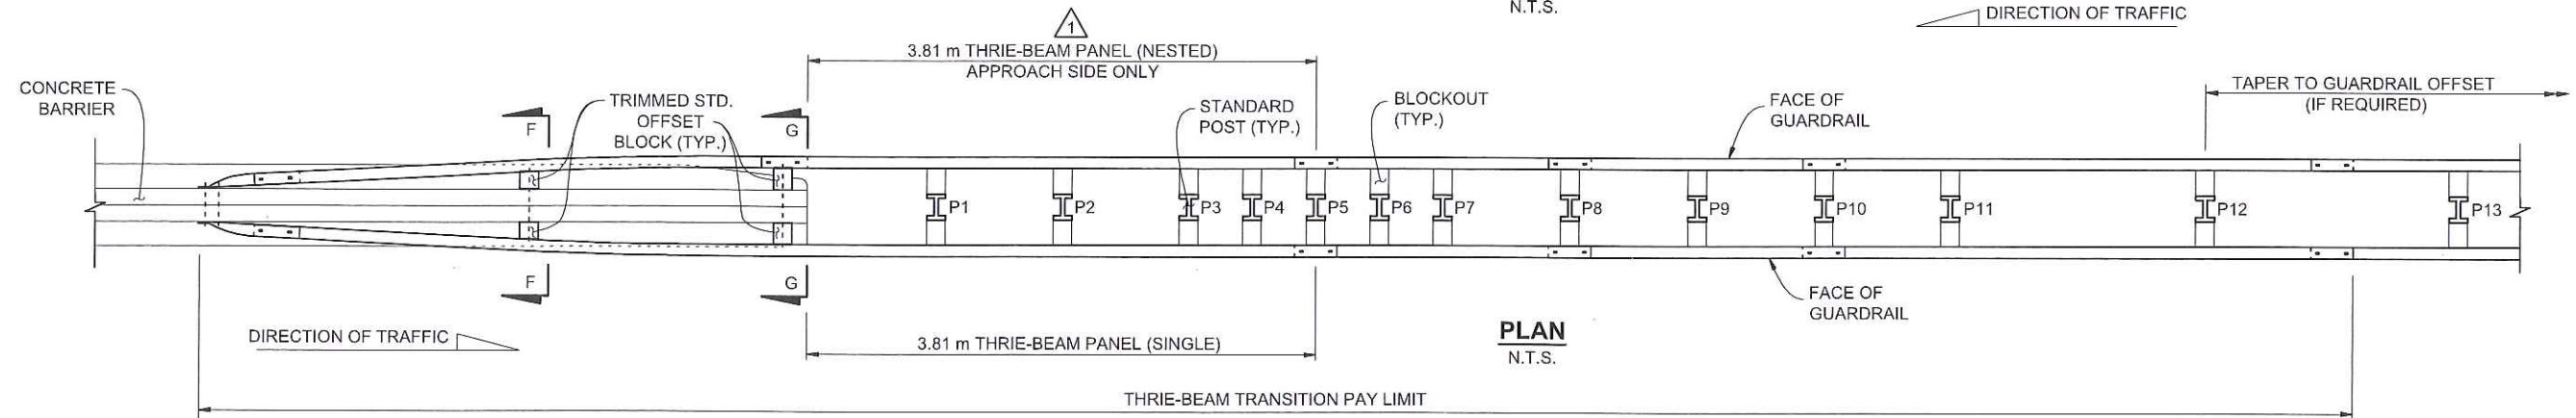 N.T.S.
DIRECTION OF TRAFFIC
1
3.81 m THRIE-BEAM PANEL (NESTED)
APPROACH SIDE ONLY
CONCRETE
BARRIER
TRIMMED STD.
OFFSET
BLOCK (TYP.)
F
G
STANDARD
POST (TYP.)
BLOCKOUT
(TYP.)
FACE OF
GUARDRAIL
TAPER TO GUARDRAIL OFFSET
(IF REQUIRED)
P1
P2
P3
P4
P5
P6
P7
P8
P9
P10
P11
P12
P13
F
G
FACE OF
GUARDRAIL
DIRECTION OF TRAFFIC
3.81 m THRIE-BEAM PANEL (SINGLE)
PLAN
N.T.S.
THRIE-BEAM TRANSITION PAY LIMIT